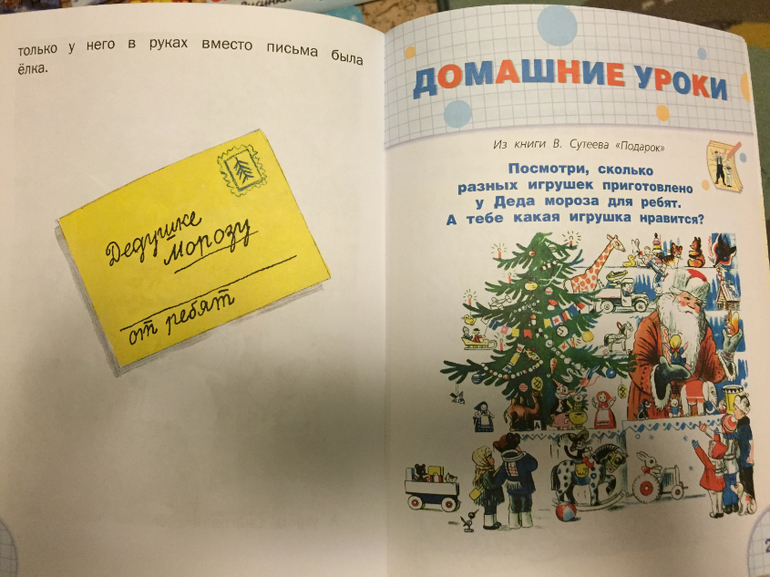 только у него в руках вместо письма была
ёлка.
Дедушке
Морозу
от ребят
ДОМАШНИЕ УРОКИ
Из книги В. Сутеева «Подарок»
Посмотри, сколько
разных игрушек приготовлено
у Деда мороза для ребят.
А тебе какая игрушка нравится?